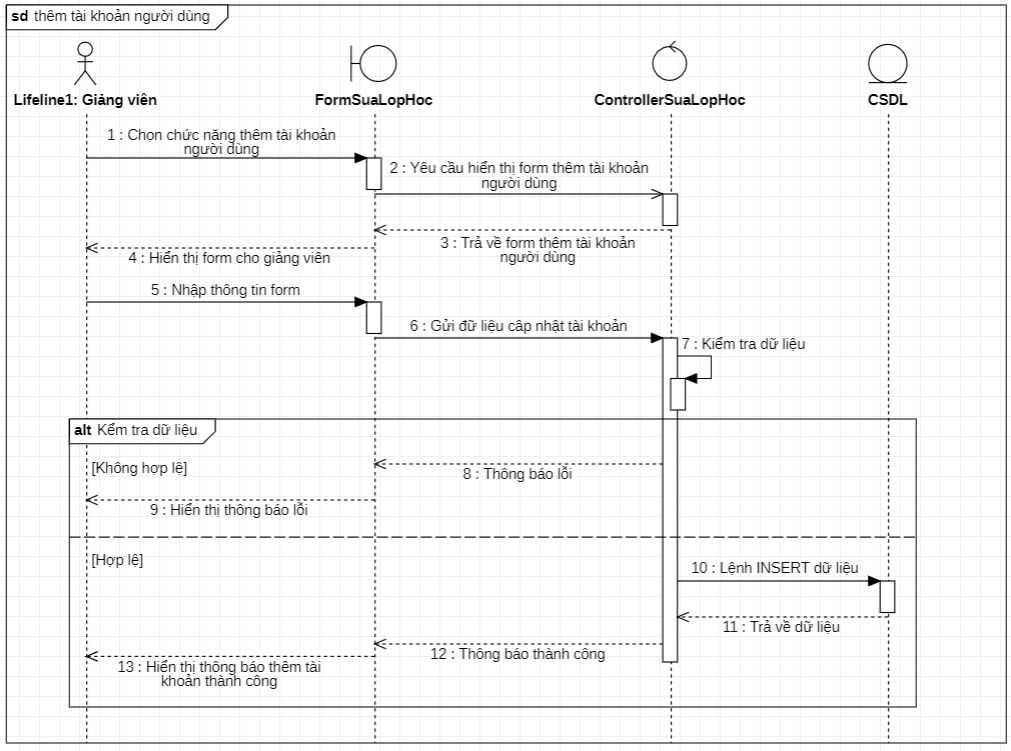 sd thêm tài khoản người dùng
Lifeline1: Giảng viên
FormSuaLopHoc
ControllerSuaLopHoc
CSDL
1 : Chọn chức năng thêm tài khoản
người dùng
2 : Yêu cầu hiển thị form thêm tài khoản
người dùng
3 : Trả về form thêm tài khoản
người dùng
4 : Hiển thị form cho giảng viên
5 : Nhập thông tin form
6 : Gửi đữ liệu câp nhật tài khoản
7 : Kiểm tra dữ liệu
alt Kểm tra dữ liệu
[Không hợp lệ]
8 : Thông báo lỗi
9 : Hiển thị thông báo lỗi
[Hợp lệ]
10 : Lệnh INSERT dữ liệu
11 : Trả về dữ liệu
12 : Thông báo thành công
13 : Hiển thị thông báo thêm tài
khoản thành công